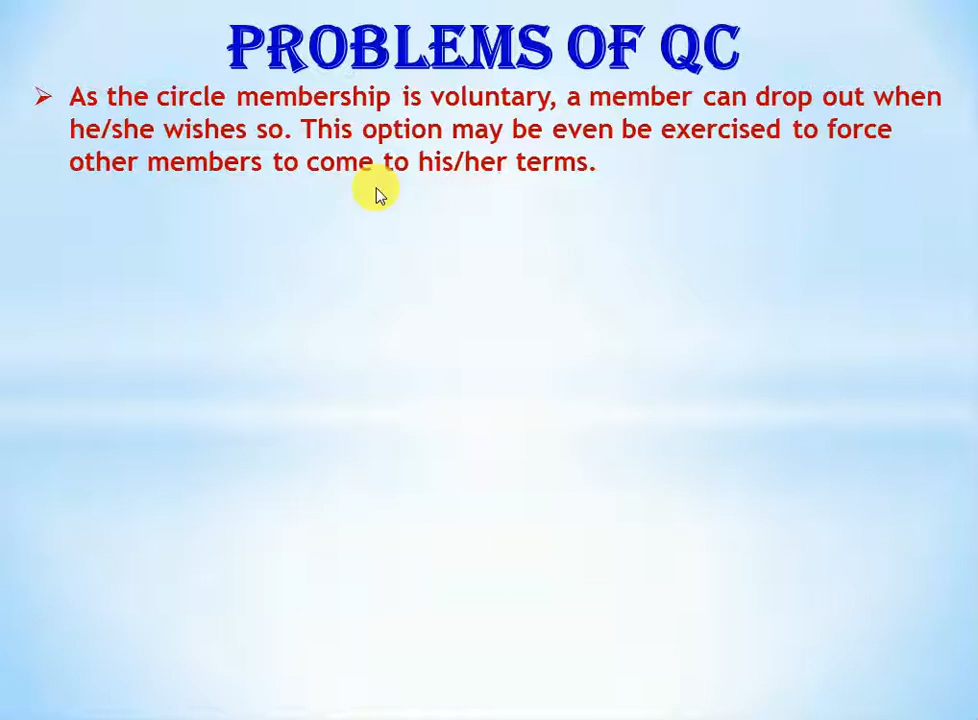 PROBLEMS OF QC
➢ As the circle membership is voluntary, a member can drop out when
he/she wishes so. This option may be even be exercised to force
other members to come to his/her terms.